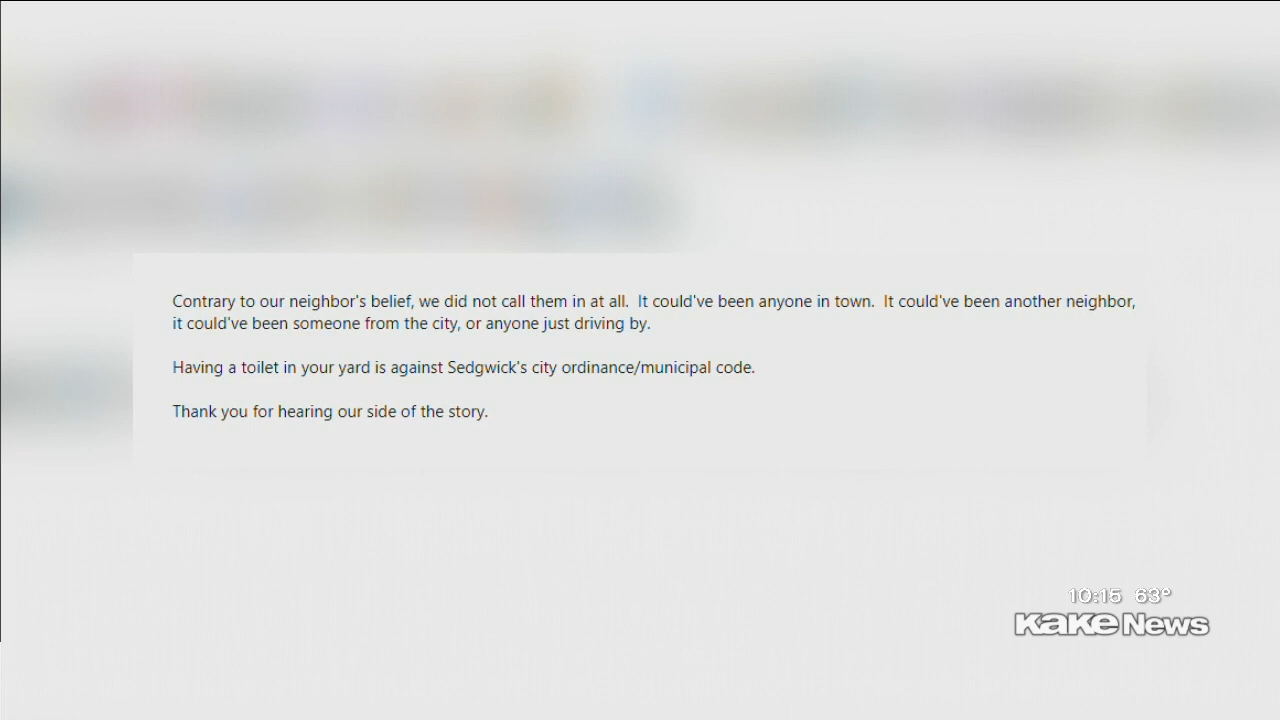 Contrary to our neighbor's belief, we did not call them in at all.  It could've been anyone in town.  It could've been another neighbor,
it could've been someone from the city, or anyone just driving by.
Having a toilet in your yard is against Sedgwick's city ordinance/municipal code.
Thank you for hearing our side of the story.
10:15 63°
KAKE News